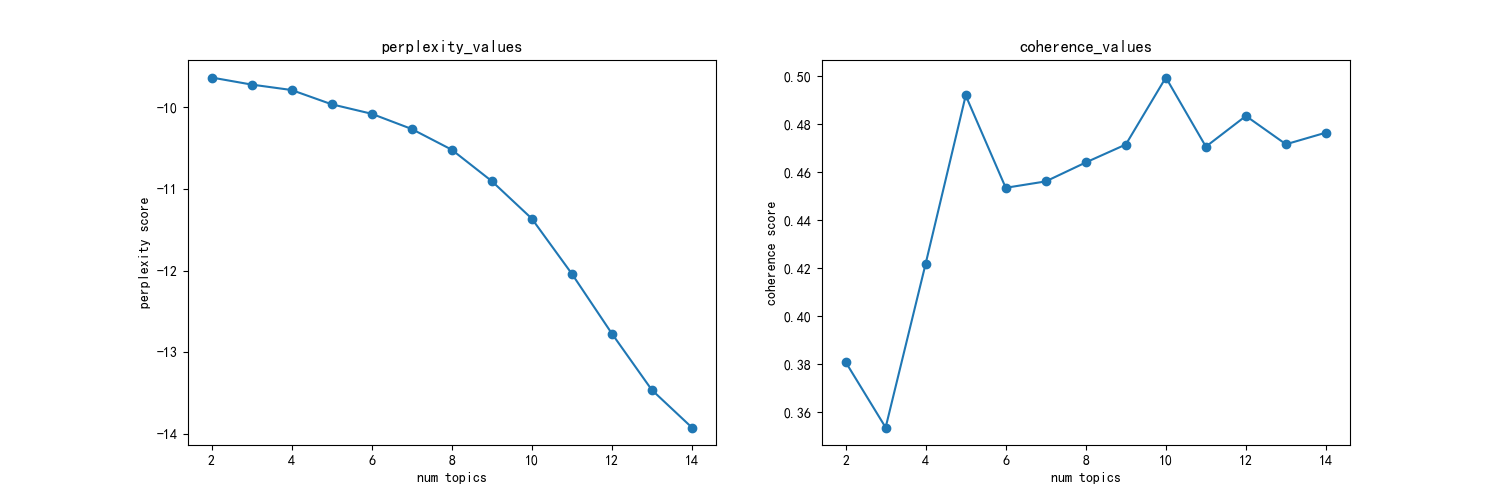 perplexity_values
perplexity score
-10
-11
-12
-13
-14
2 4 6 8 10 12 14
num topics
coherence_values
coherence score
0.50
0.48
0.46
0.44
0.42
0.40
0.38
0.36
2 4 6 8 10 12 14
num topics